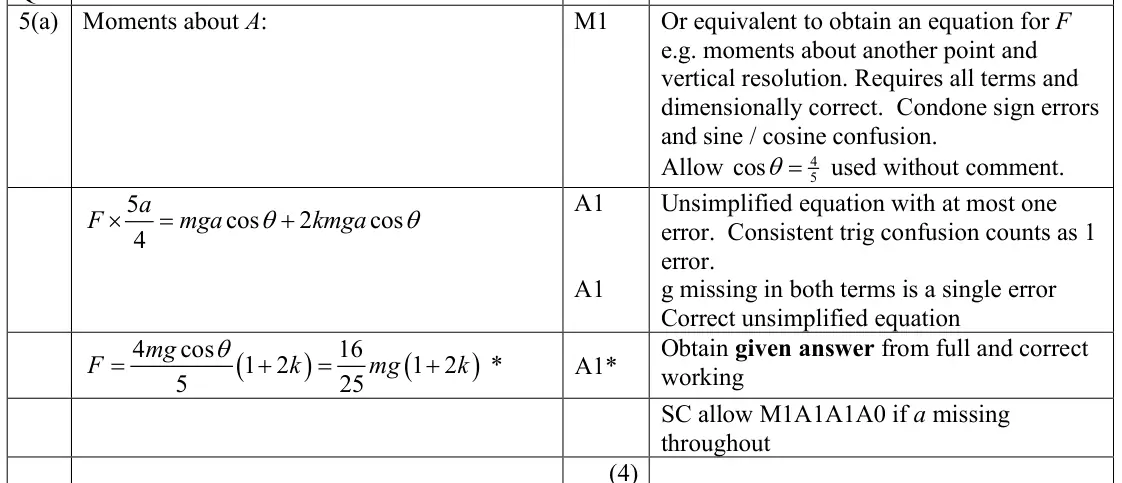 5(a) Moments about A: M1 Or equivalent to obtain an equation for F
e.g. moments about another point and
vertical resolution. Requires all terms and
dimensionally correct. Condone sign errors
and sine / cosine confusion.
Allow cos θ = 4/5 used without comment.
F × 5a/4 = mga cos θ + 2kmga cos θ A1 Unsimplified equation with at most one
error. Consistent trig confusion counts as 1
error.
A1 g missing in both terms is a single error
Correct unsimplified equation
F = 4mg cos θ/5 (1 + 2k) = 16/25 mg (1 + 2k) * A1* Obtain given answer from full and correct
working
SC allow M1A1A1A0 if a missing
throughout
(4)